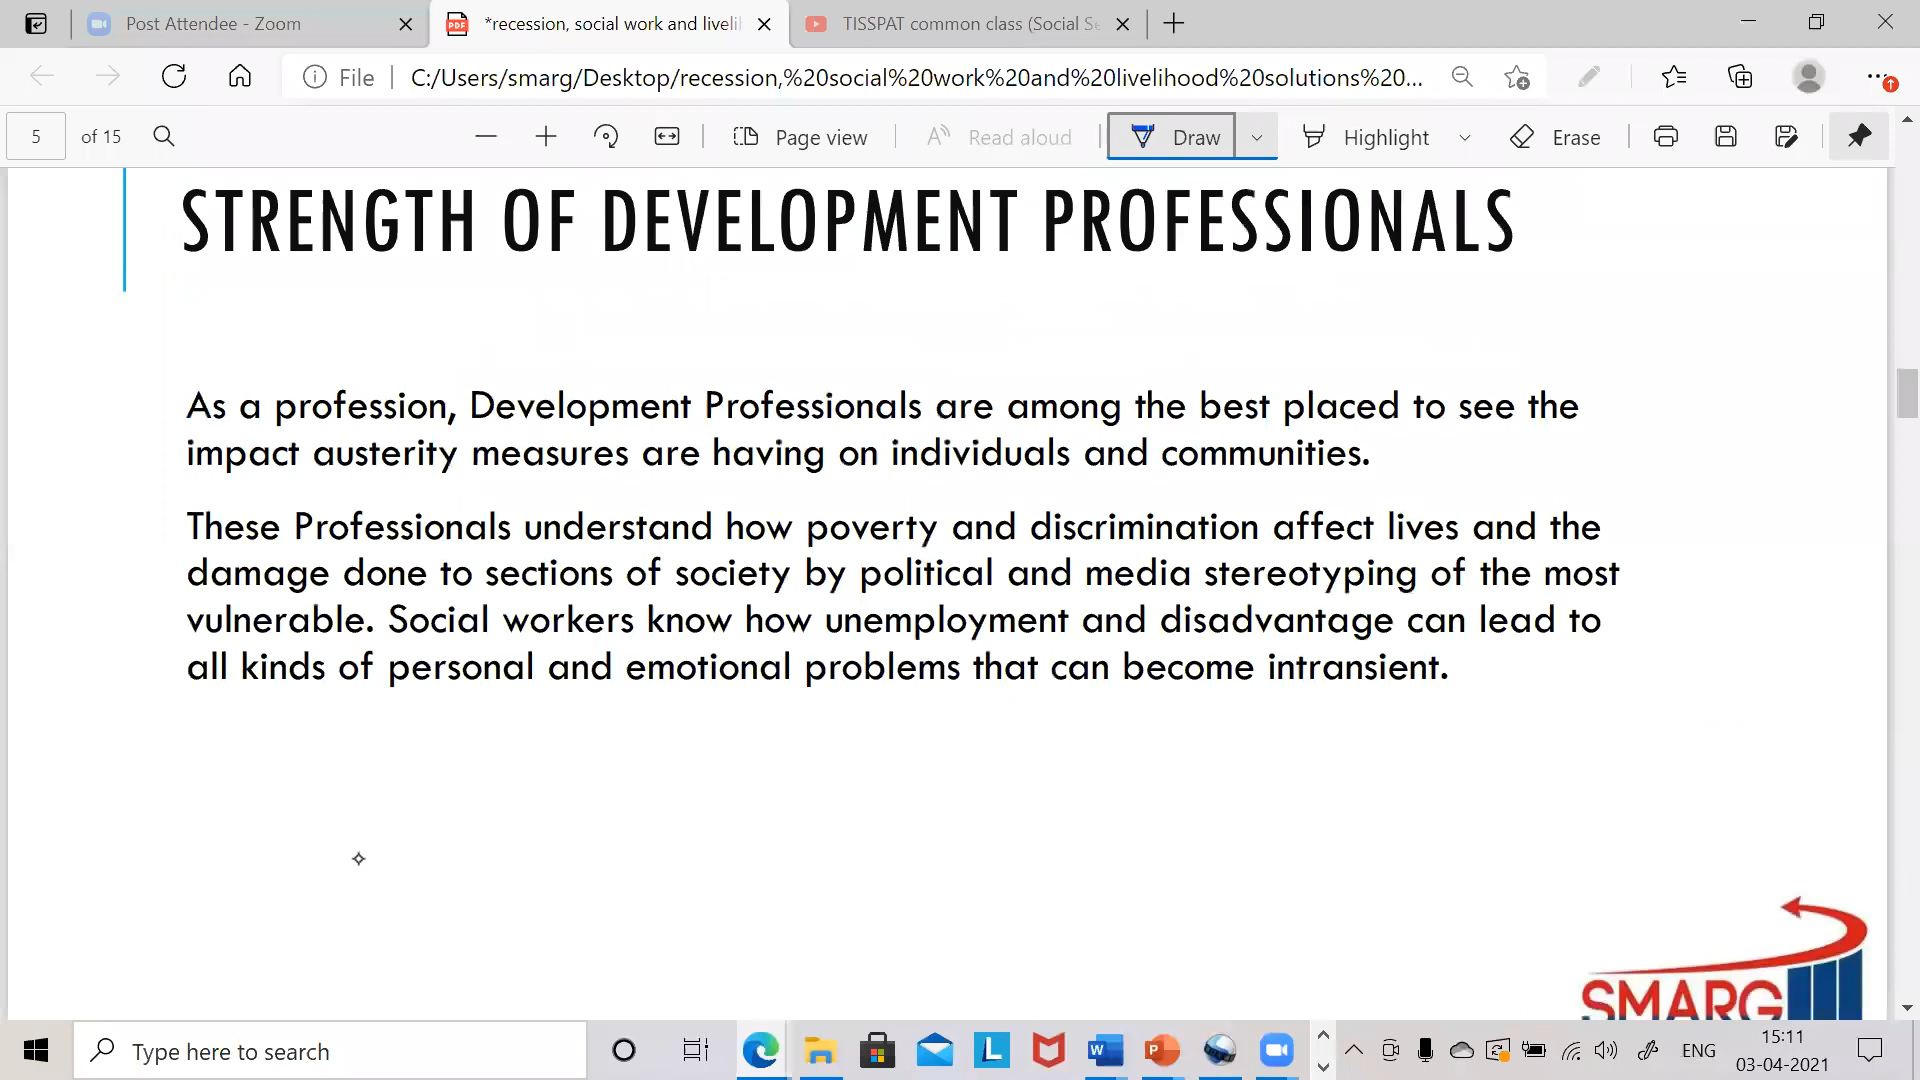 Post Attendee - Zoom
*recession, social work and liveli
TISSPAT common class (Social Se
File
C:/Users/smarg/Desktop/recession,%20social%20work%20and%20livelihood%20solutions%20...
5 of 15
Page view
Read aloud
Draw
Highlight
Erase
STRENGTH OF DEVELOPMENT PROFESSIONALS
As a profession, Development Professionals are among the best placed to see the
impact austerity measures are having on individuals and communities.
These Professionals understand how poverty and discrimination affect lives and the
damage done to sections of society by political and media stereotyping of the most
vulnerable. Social workers know how unemployment and disadvantage can lead to
all kinds of personal and emotional problems that can become intransient.
SMARG
Type here to search
ENG
15:11
03-04-2021